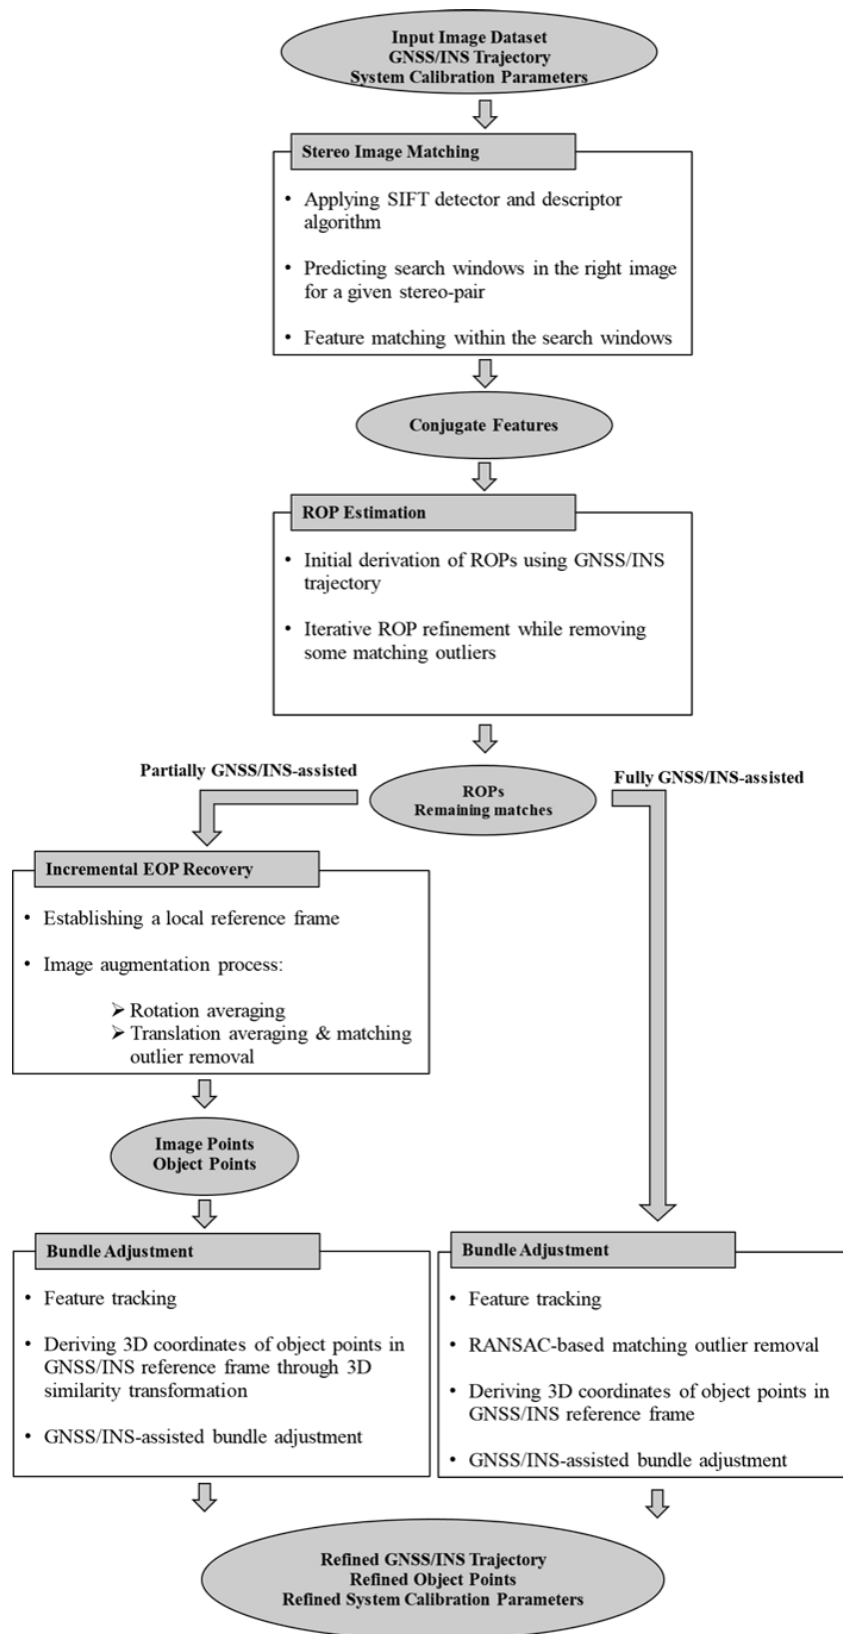 Input Image Dataset
GNSS/INS Trajectory
System Calibration Parameters
Stereo Image Matching
• Applying SIFT detector and descriptor
algorithm
• Predicting search windows in the right image
for a given stereo-pair
• Feature matching within the search windows
Conjugate Features
ROP Estimation
• Initial derivation of ROPs using GNSS/INS
trajectory
• Iterative ROP refinement while removing
some matching outliers
Partially GNSS/INS-assisted
ROPs
Remaining matches
Fully GNSS/INS-assisted
Incremental EOP Recovery
• Establishing a local reference frame
• Image augmentation process:
➢ Rotation averaging
➢ Translation averaging & matching
outlier removal
Image Points
Object Points
Bundle Adjustment
• Feature tracking
• Deriving 3D coordinates of object points in
GNSS/INS reference frame through 3D
similarity transformation
• GNSS/INS-assisted bundle adjustment
Bundle Adjustment
• Feature tracking
• RANSAC-based matching outlier removal
• Deriving 3D coordinates of object points in
GNSS/INS reference frame
• GNSS/INS-assisted bundle adjustment
Refined GNSS/INS Trajectory
Refined Object Points
Refined System Calibration Parameters